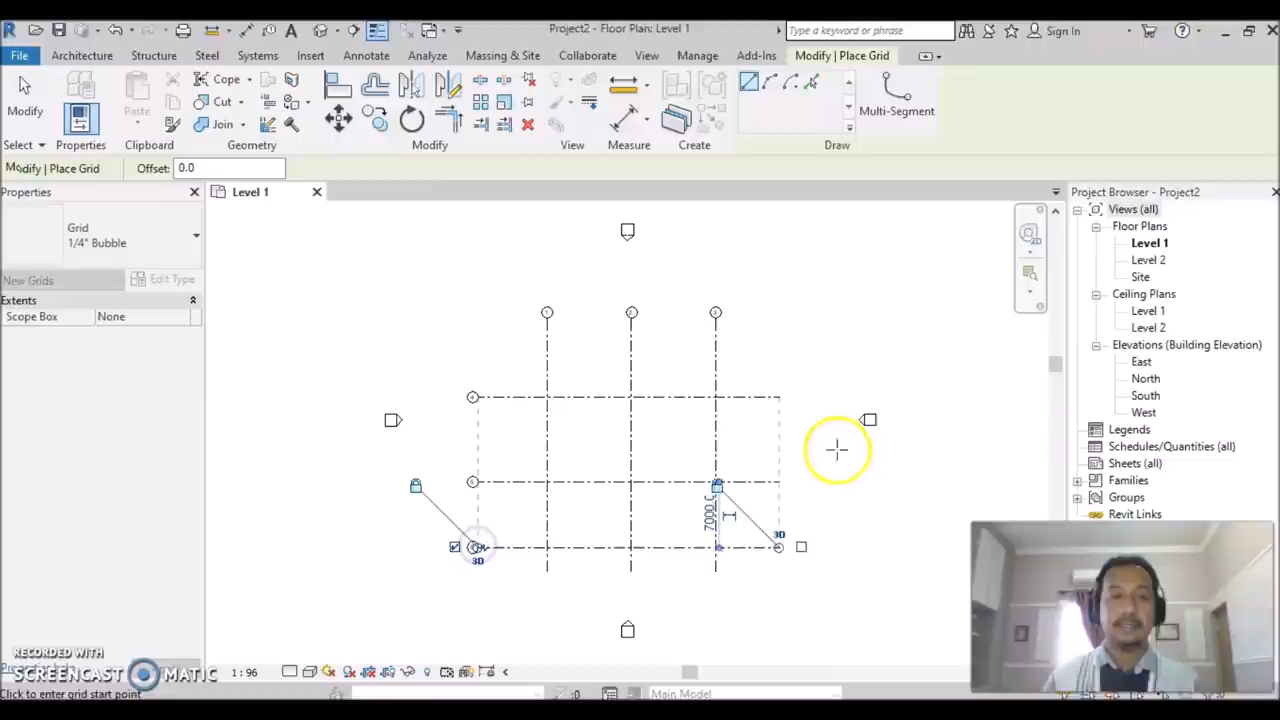 Project2 - Floor Plan: Level 1
Type a keyword or phrase
Sign In
File
Architecture
Structure
Steel
Systems
Insert
Annotate
Analyze
Massing & Site
Collaborate
View
Manage
Add-Ins
Modify | Place Grid
Modify
Paste
Cope
Cut
Join
Multi-Segment
Select
Properties
Geometry
Modify
View
Measure
Create
Draw
Modify | Place Grid
Offset: 0.0
Properties
Grid
1/4" Bubble
New Grids
Edit Type
Extents
Scope Box
None
Level 1
2D
7000.0
3D
3D
Project Browser - Project2
Views (all)
Floor Plans
Level 1
Level 2
Site
Ceiling Plans
Level 1
Level 2
Elevations (Building Elevation)
East
North
South
West
Legends
Schedules/Quantities (all)
Sheets (all)
Families
Groups
Revit Links
RECORDED WITH
SCREENCAST MATIC
1 : 96
Click to enter grid start point
:0
Main Model